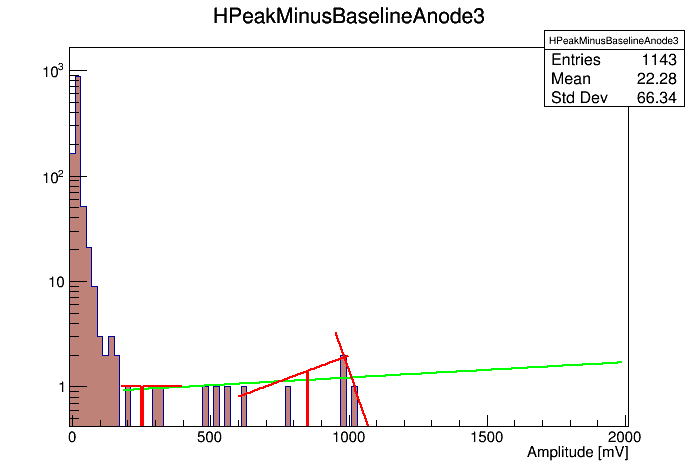 HPeakMinusBaselineAnode3
HPeakMinusBaselineAnode3
Entries 1143
Mean 22.28
Std Dev 66.34
10³
10²
10
1
0 500 1000 1500 2000
Amplitude [mV]